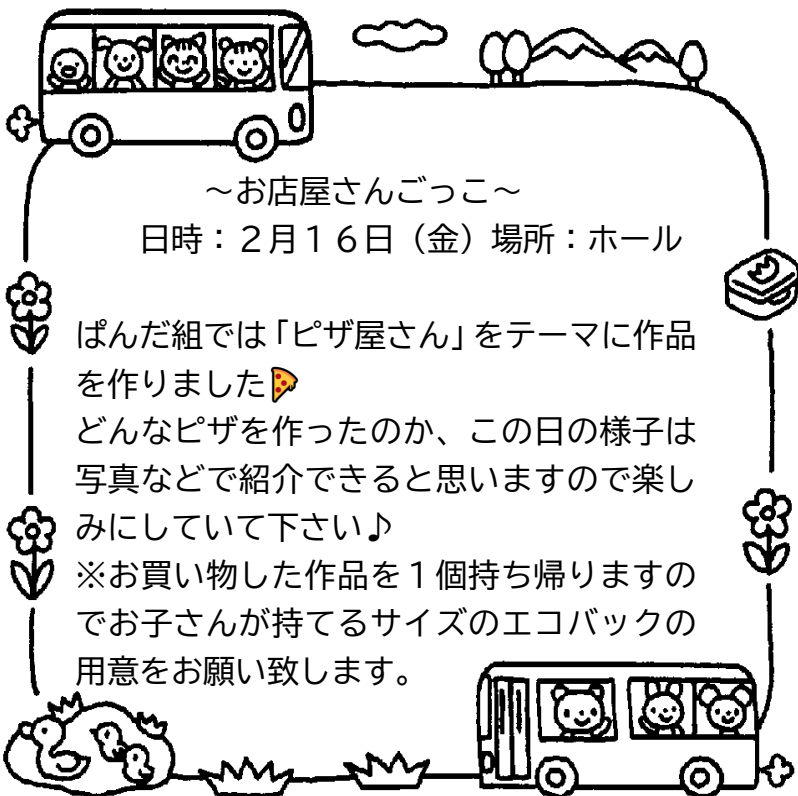 ～お店屋さんごっこ～
日時：２月１６日（金）場所：ホール
ぱんだ組では「ピザ屋さん」をテーマに作品
を作りました🍕
どんなピザを作ったのか、この日の様子は
写真などで紹介できると思いますので楽し
みにしていて下さい♪
※お買い物した作品を１個持ち帰りますの
でお子さんが持てるサイズのエコバックの
用意をお願い致します。